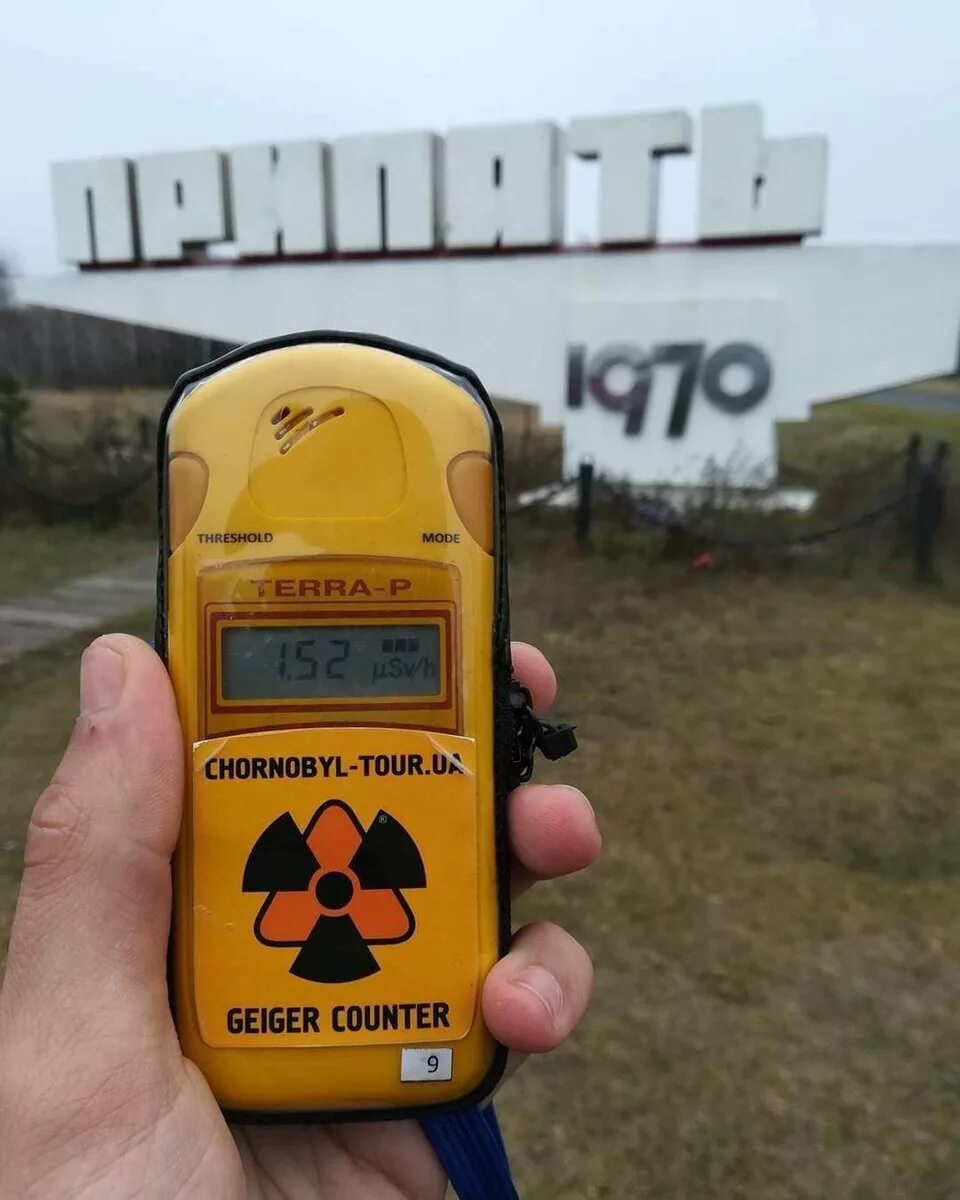 ПРИПЯТЬ
1970
THRESHOLD MODE
TERRA-P
1.52 µSv/h
CHORNOBYL-TOUR.UA
®
GEIGER COUNTER
9